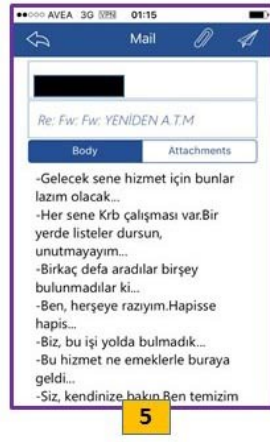 AVEA 3G VPN 01:15
Mail
Re: Fw: Fw: YENİDEN A.T.M
Body Attachments
-Gelecek sene hizmet için bunlar
lazım olacak...
-Her sene Krb çalışması var.Bir
yerde listeler dursun,
unutmayayım...
-Birkaç defa aradılar birşey
bulunmadılar ki...
-Ben, herşeye razıyım.Hapisse
hapis...
-Biz, bu işi yolda bulmadık...
-Bu hizmet ne emeklerle buraya
geldi...
-Siz, kendinize bakın.Ben temizim
5